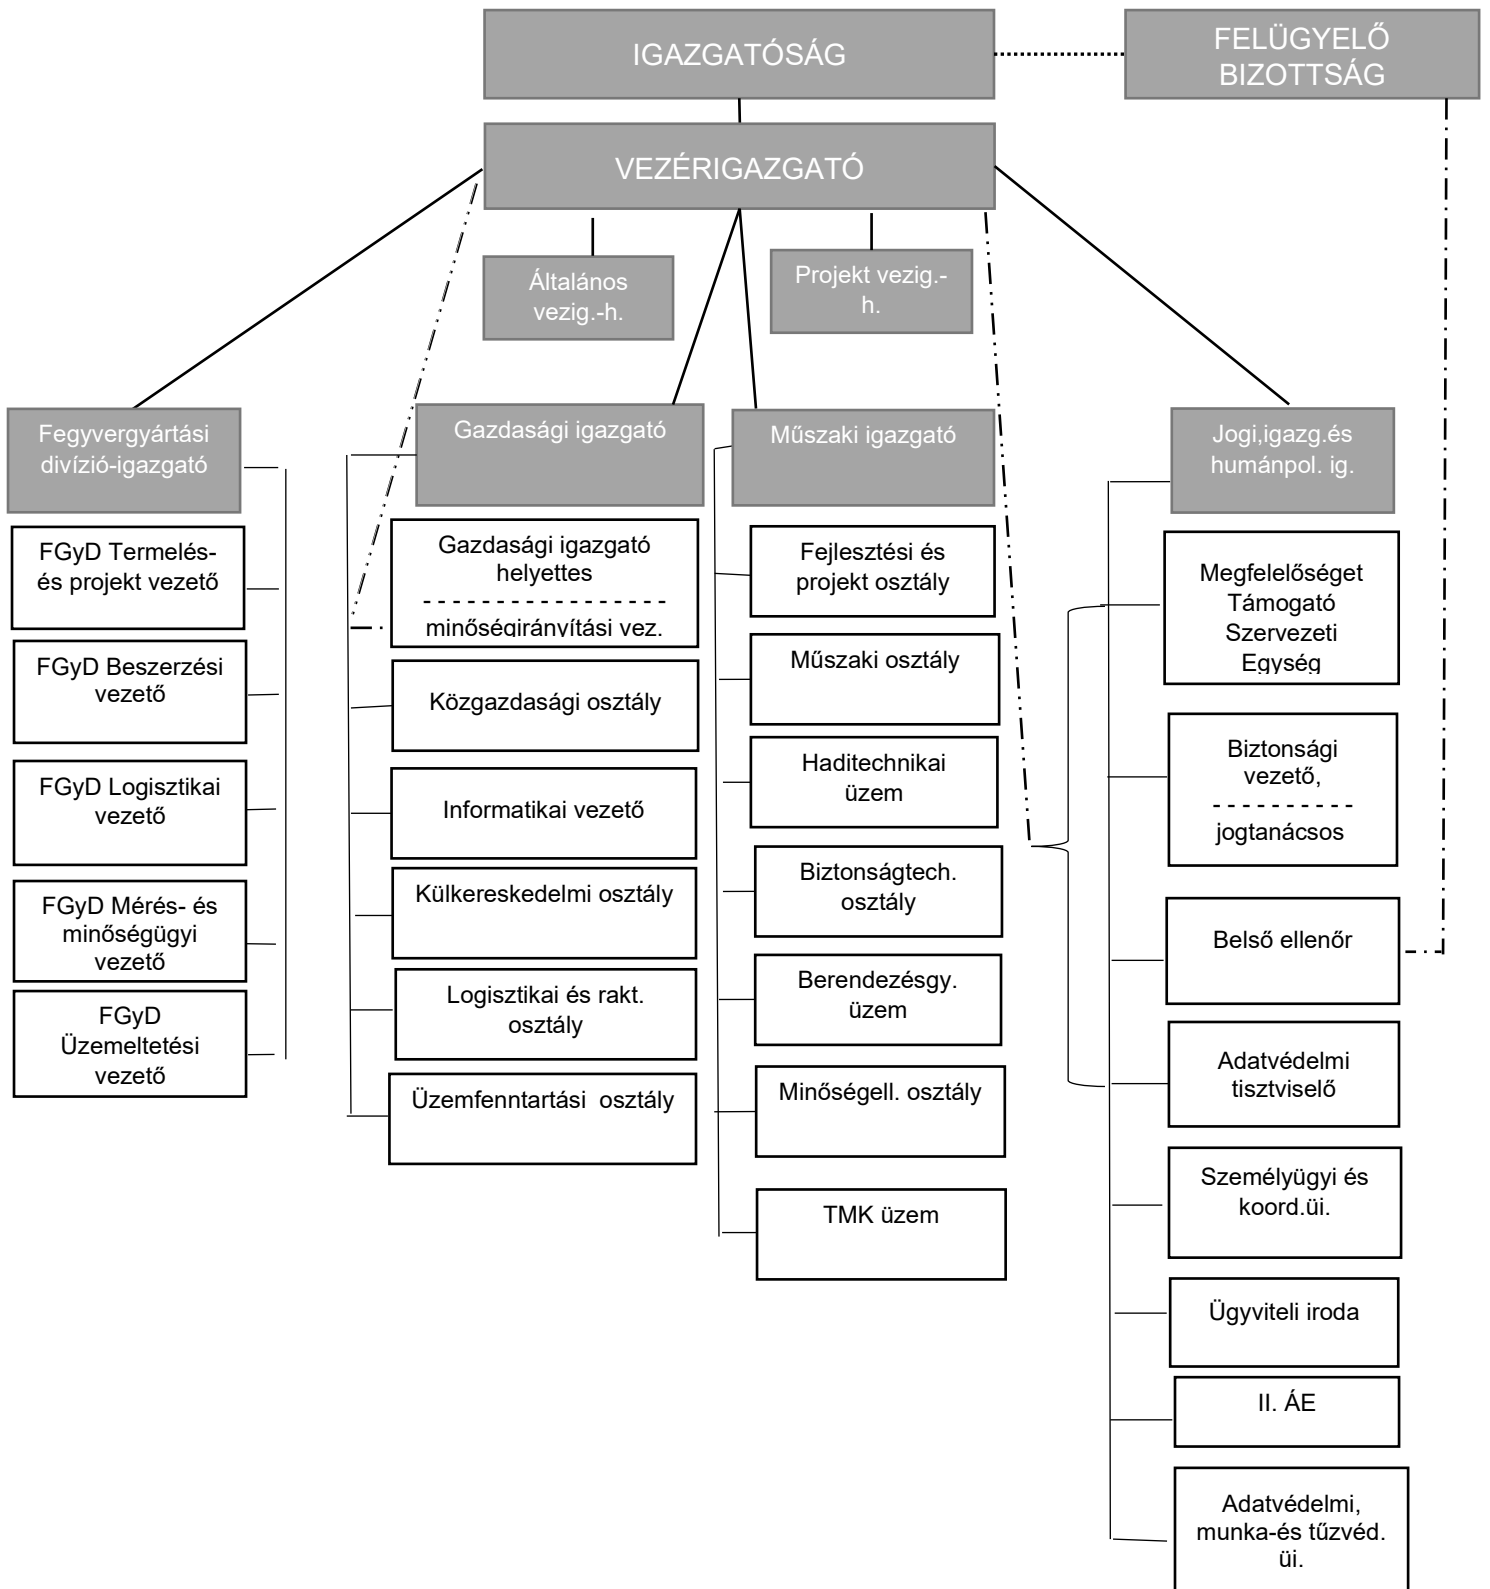 IGAZGATÓSÁG
FELÜGYELŐ
BIZOTTSÁG
VEZÉRIGAZGATÓ
Általános
vezig.-h.
Projekt vezig.-
h.
Fegyvergyártási
divízió-igazgató
FGyD Termelés-
és projekt vezető
FGyD Beszerzési
vezető
FGyD Logisztikai
vezető
FGyD Mérés- és
minőségügyi
vezető
FGyD
Üzemeltetési
vezető
Gazdasági igazgató
Gazdasági igazgató
helyettes
minőségirányítási vez.
Közgazdasági osztály
Informatikai vezető
Külkereskedelmi osztály
Logisztikai és rakt.
osztály
Üzemfenntartási osztály
Műszaki igazgató
Fejlesztési és
projekt osztály
Műszaki osztály
Haditechnikai
üzem
Biztonságtech.
osztály
Berendezésgy.
üzem
Minőségell. osztály
TMK üzem
Jogi,igazg.és
humánpol. ig.
Megfelelőséget
Támogató
Szervezeti
Egység
Biztonsági
vezető,
jogtanácsos
Belső ellenőr
Adatvédelmi
tisztviselő
Személyügyi és
koord.üi.
Ügyviteli iroda
II. ÁE
Adatvédelmi,
munka-és tűzvéd.
üi.